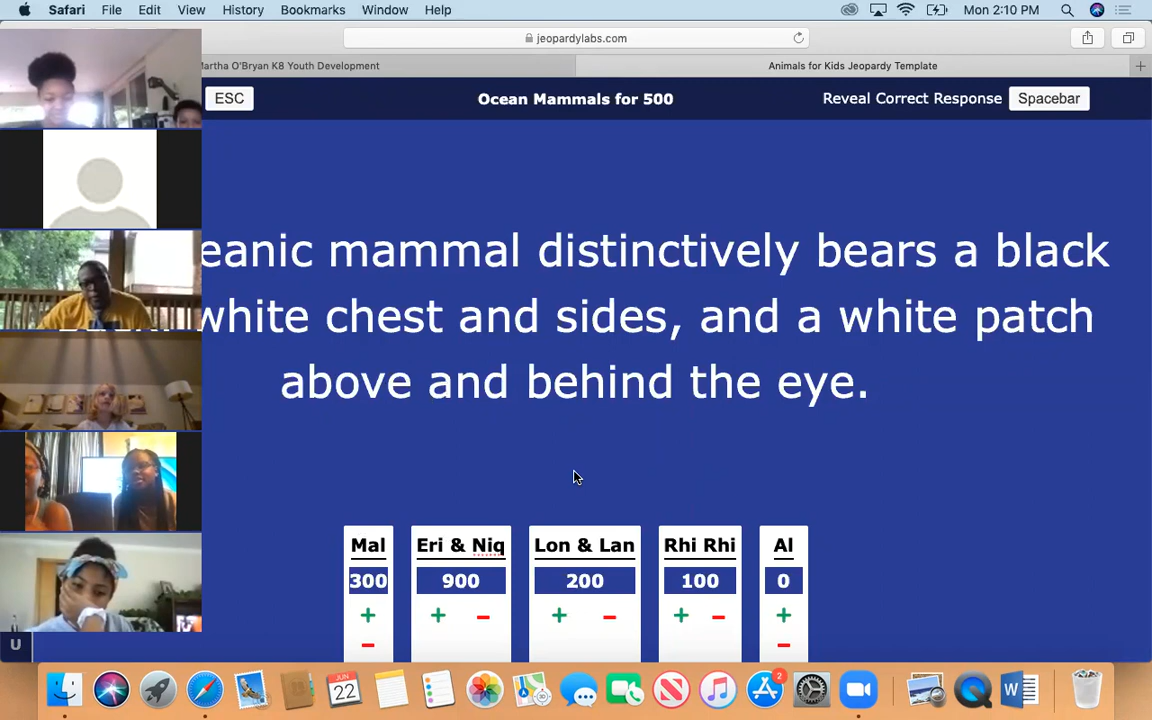 Safari File Edit View History Bookmarks Window Help Mon 2:10 PM
jeopardylabs.com
Martha O'Bryan K8 Youth Development Animals for Kids Jeopardy Template
ESC Ocean Mammals for 500 Reveal Correct Response Spacebar
mammal distinctively bears a black
white chest and sides, and a white patch
above and behind the eye.
Mal Eri & Niq Lon & Lan Rhi Rhi Al
300 900 200 100 0
+ + − + − + − +
− −
U
JUN
22
2
W